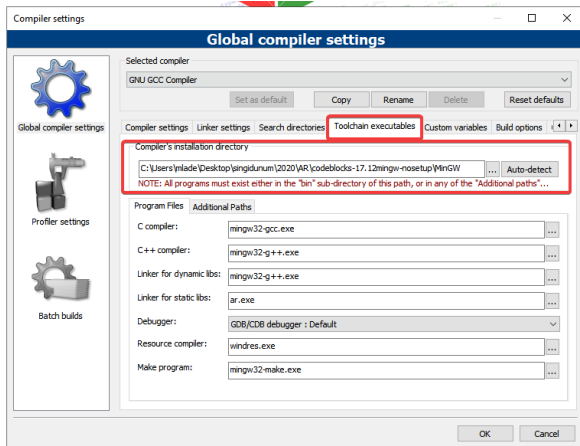 Compiler settings
Global compiler settings
Selected compiler
GNU GCC Compiler
Set as default Copy Rename Delete Reset defaults
Global compiler settings
Compiler settings Linker settings Search directories Toolchain executables Custom variables Build options
Compiler's installation directory
C:\Users\mlade\Desktop\singidunum\2020\AR\codeblocks-17.12mingw-nosetup\MinGW ... Auto-detect
NOTE: All programs must exist either in the "bin" sub-directory of this path, or in any of the "Additional paths"...
Program Files Additional Paths
C compiler: mingw32-gcc.exe ...
Profiler settings
C++ compiler: mingw32-g++.exe ...
Linker for dynamic libs: mingw32-g++.exe ...
Linker for static libs: ar.exe ...
Batch builds
Debugger: GDB/CDB debugger : Default
Resource compiler: windres.exe ...
Make program: mingw32-make.exe ...
OK Cancel